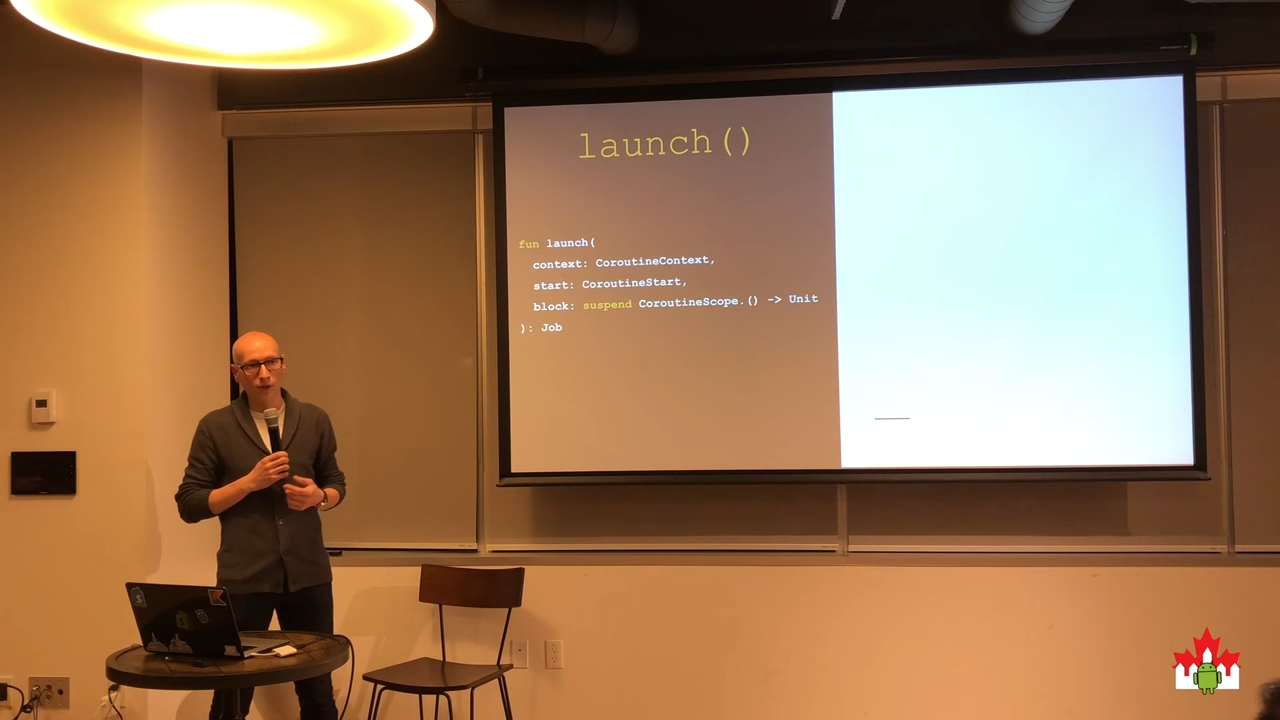 launch()
fun launch(
context: CoroutineContext,
start: CoroutineStart,
block: suspend CoroutineScope.() -> Unit
): Job